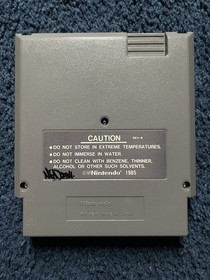 CAUTION
•DO NOT STORE IN EXTREME TEMPERATURES.
•DO NOT IMMERSE IN WATER.
•DO NOT CLEAN WITH BENZENE, THINNER,
ALCOHOL OR OTHER SUCH SOLVENTS.
©Nintendo® 1985
Nintendo